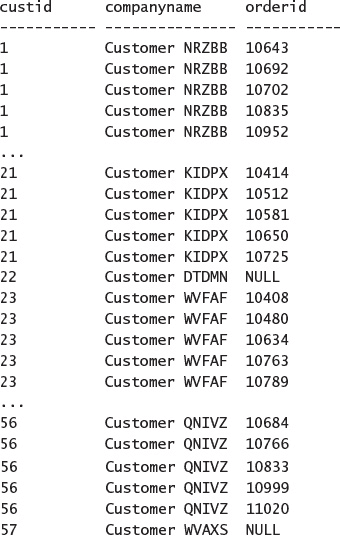 custid companyname orderid
----------- --------------- -----------
1 Customer NRZBB 10643
1 Customer NRZBB 10692
1 Customer NRZBB 10702
1 Customer NRZBB 10835
1 Customer NRZBB 10952
...
21 Customer KIDPX 10414
21 Customer KIDPX 10512
21 Customer KIDPX 10581
21 Customer KIDPX 10650
21 Customer KIDPX 10725
22 Customer DTDMN NULL
23 Customer WVFAF 10408
23 Customer WVFAF 10480
23 Customer WVFAF 10634
23 Customer WVFAF 10763
23 Customer WVFAF 10789
...
56 Customer QNIVZ 10684
56 Customer QNIVZ 10766
56 Customer QNIVZ 10833
56 Customer QNIVZ 10999
56 Customer QNIVZ 11020
57 Customer WVAXS NULL